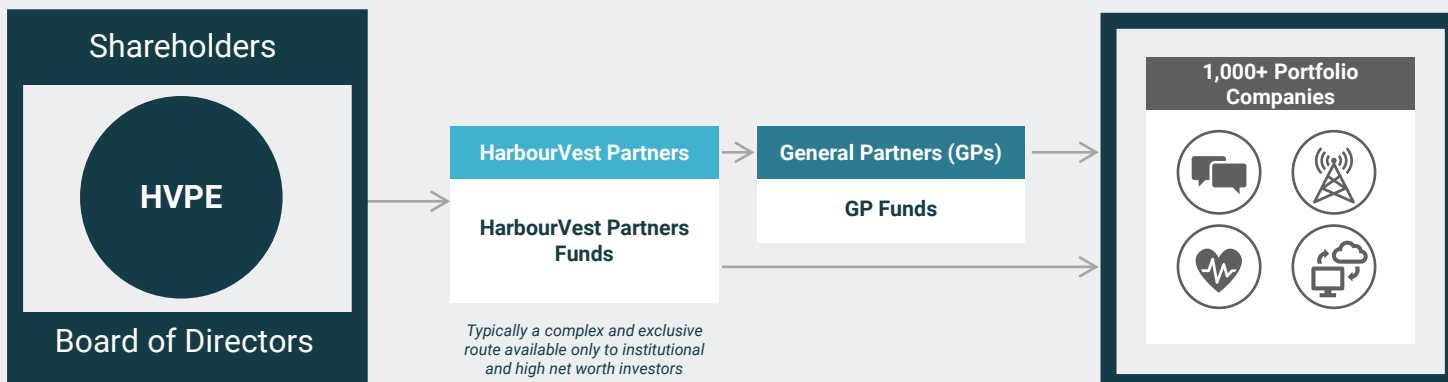 Shareholders
HVPE
Board of Directors
HarbourVest Partners
HarbourVest Partners
Funds
Typically a complex and exclusive
route available only to institutional
and high net worth investors
General Partners (GPs)
GP Funds
1,000+ Portfolio
Companies